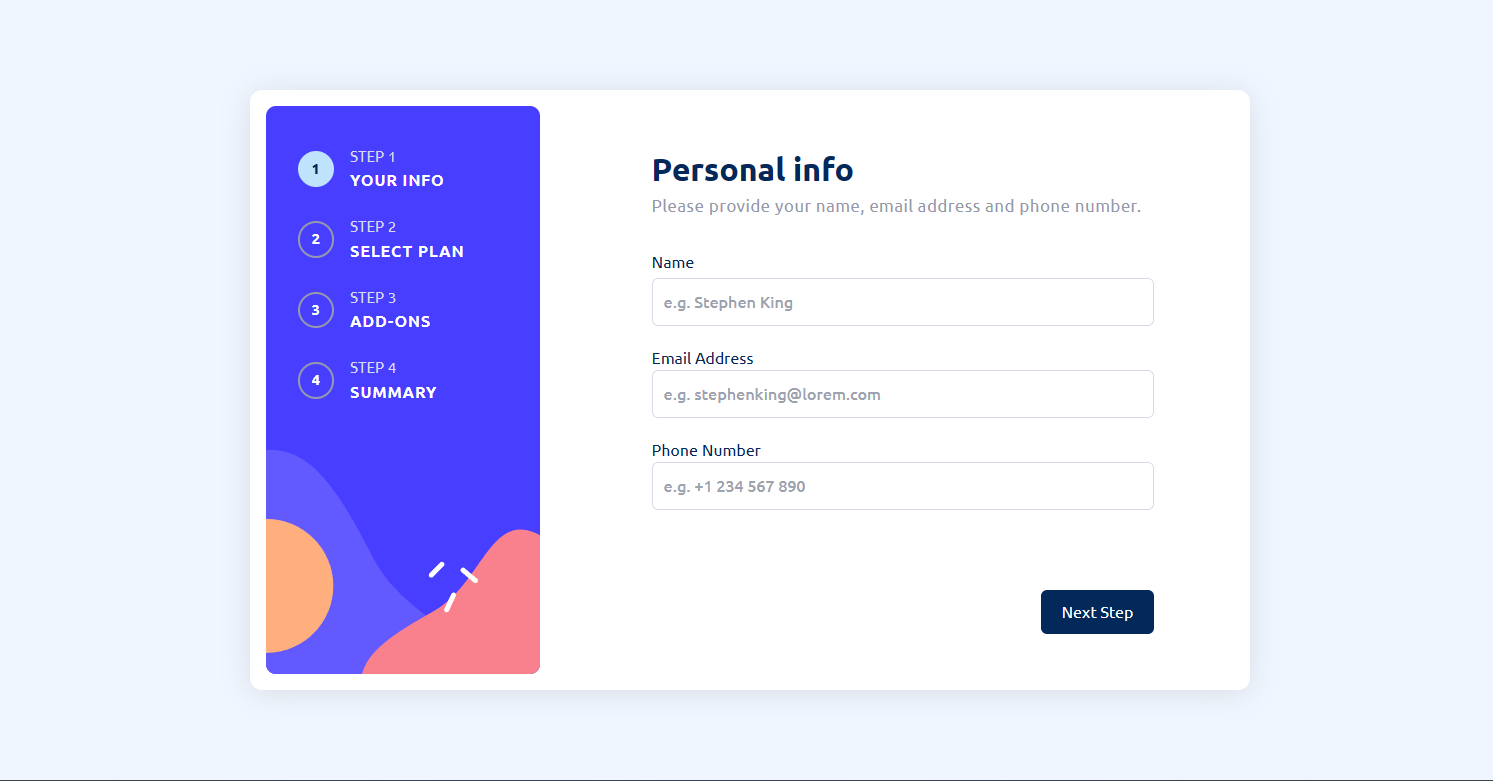 1
STEP 1
YOUR INFO
2
STEP 2
SELECT PLAN
3
STEP 3
ADD-ONS
4
STEP 4
SUMMARY
Personal info
Please provide your name, email address and phone number.
Name
e.g. Stephen King
Email Address
e.g. stephenking@lorem.com
Phone Number
e.g. +1 234 567 890
Next Step